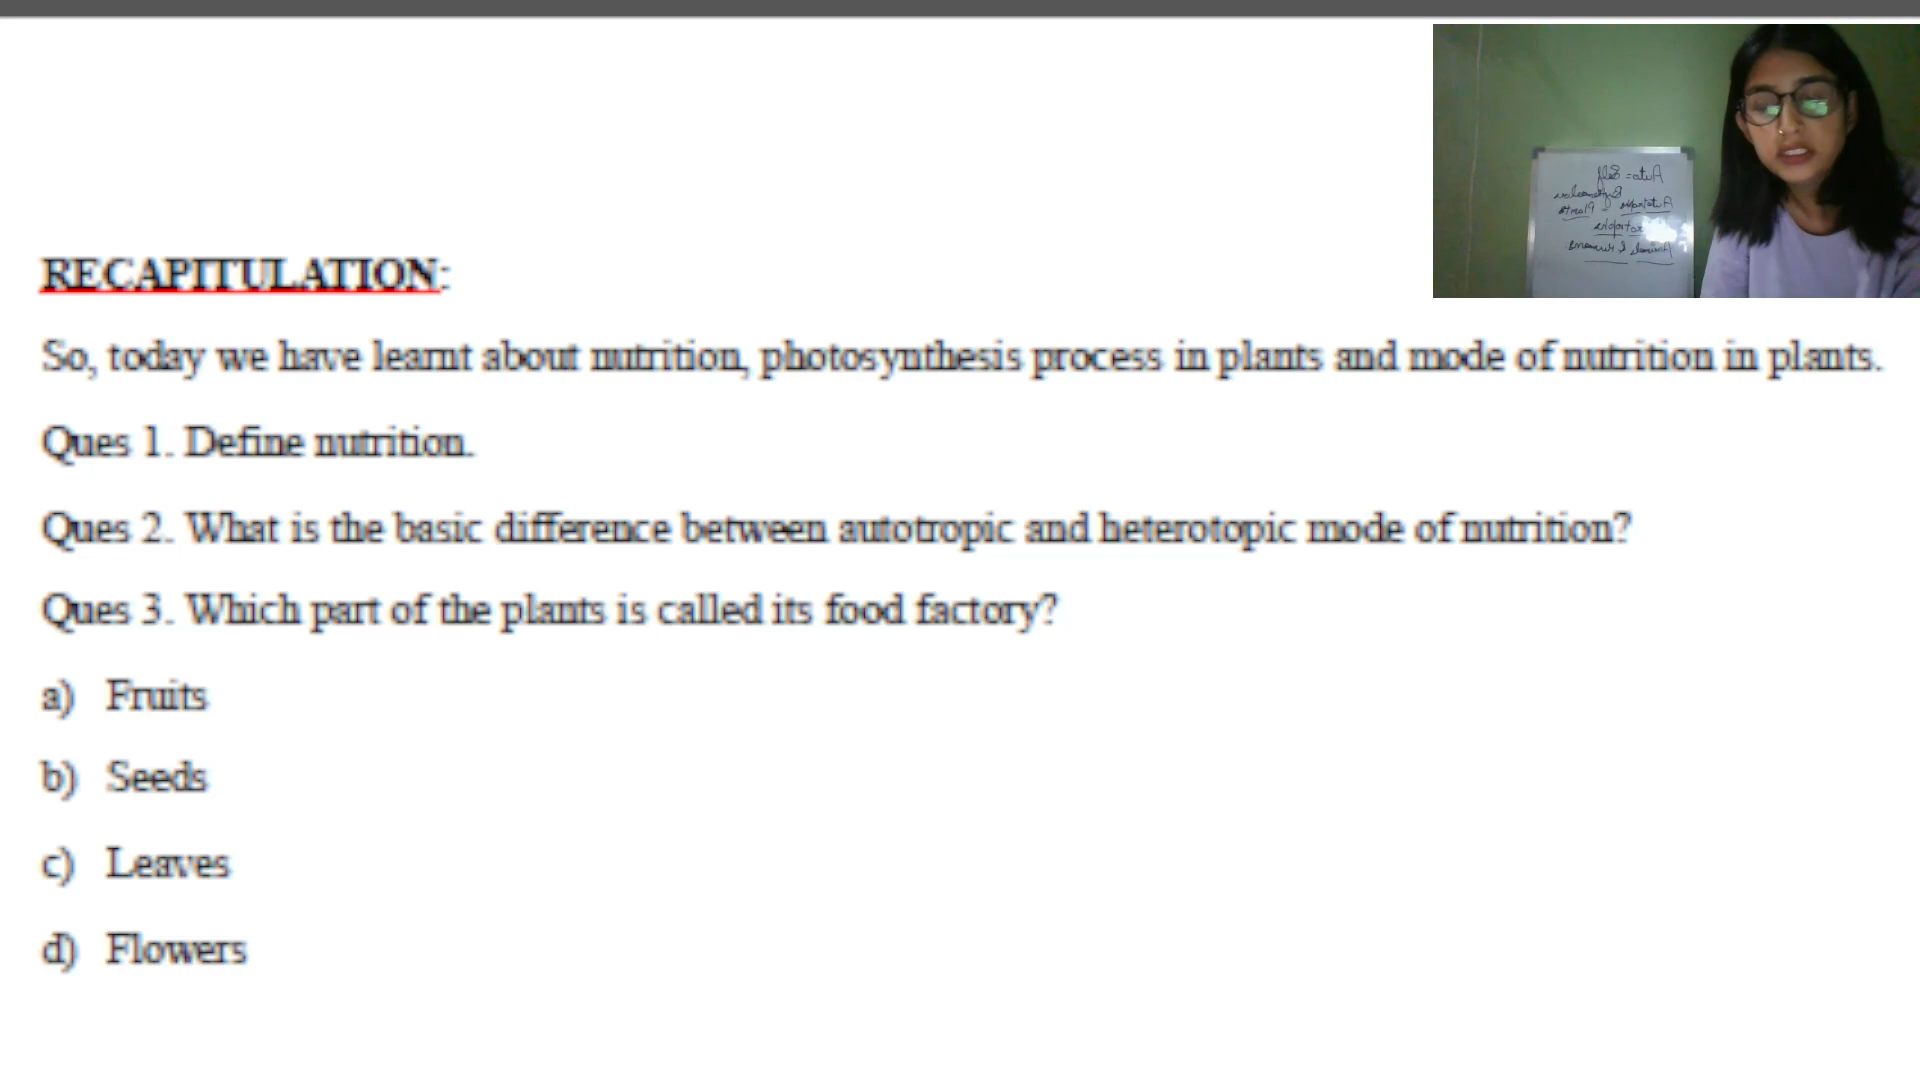 RECAPITULATION:
So, today we have learnt about nutrition, photosynthesis process in plants and mode of nutrition in plants.
Ques 1. Define nutrition.
Ques 2. What is the basic difference between autotropic and heterotopic mode of nutrition?
Ques 3. Which part of the plants is called its food factory?
a) Fruits
b) Seeds
c) Leaves
d) Flowers
Auto = Self